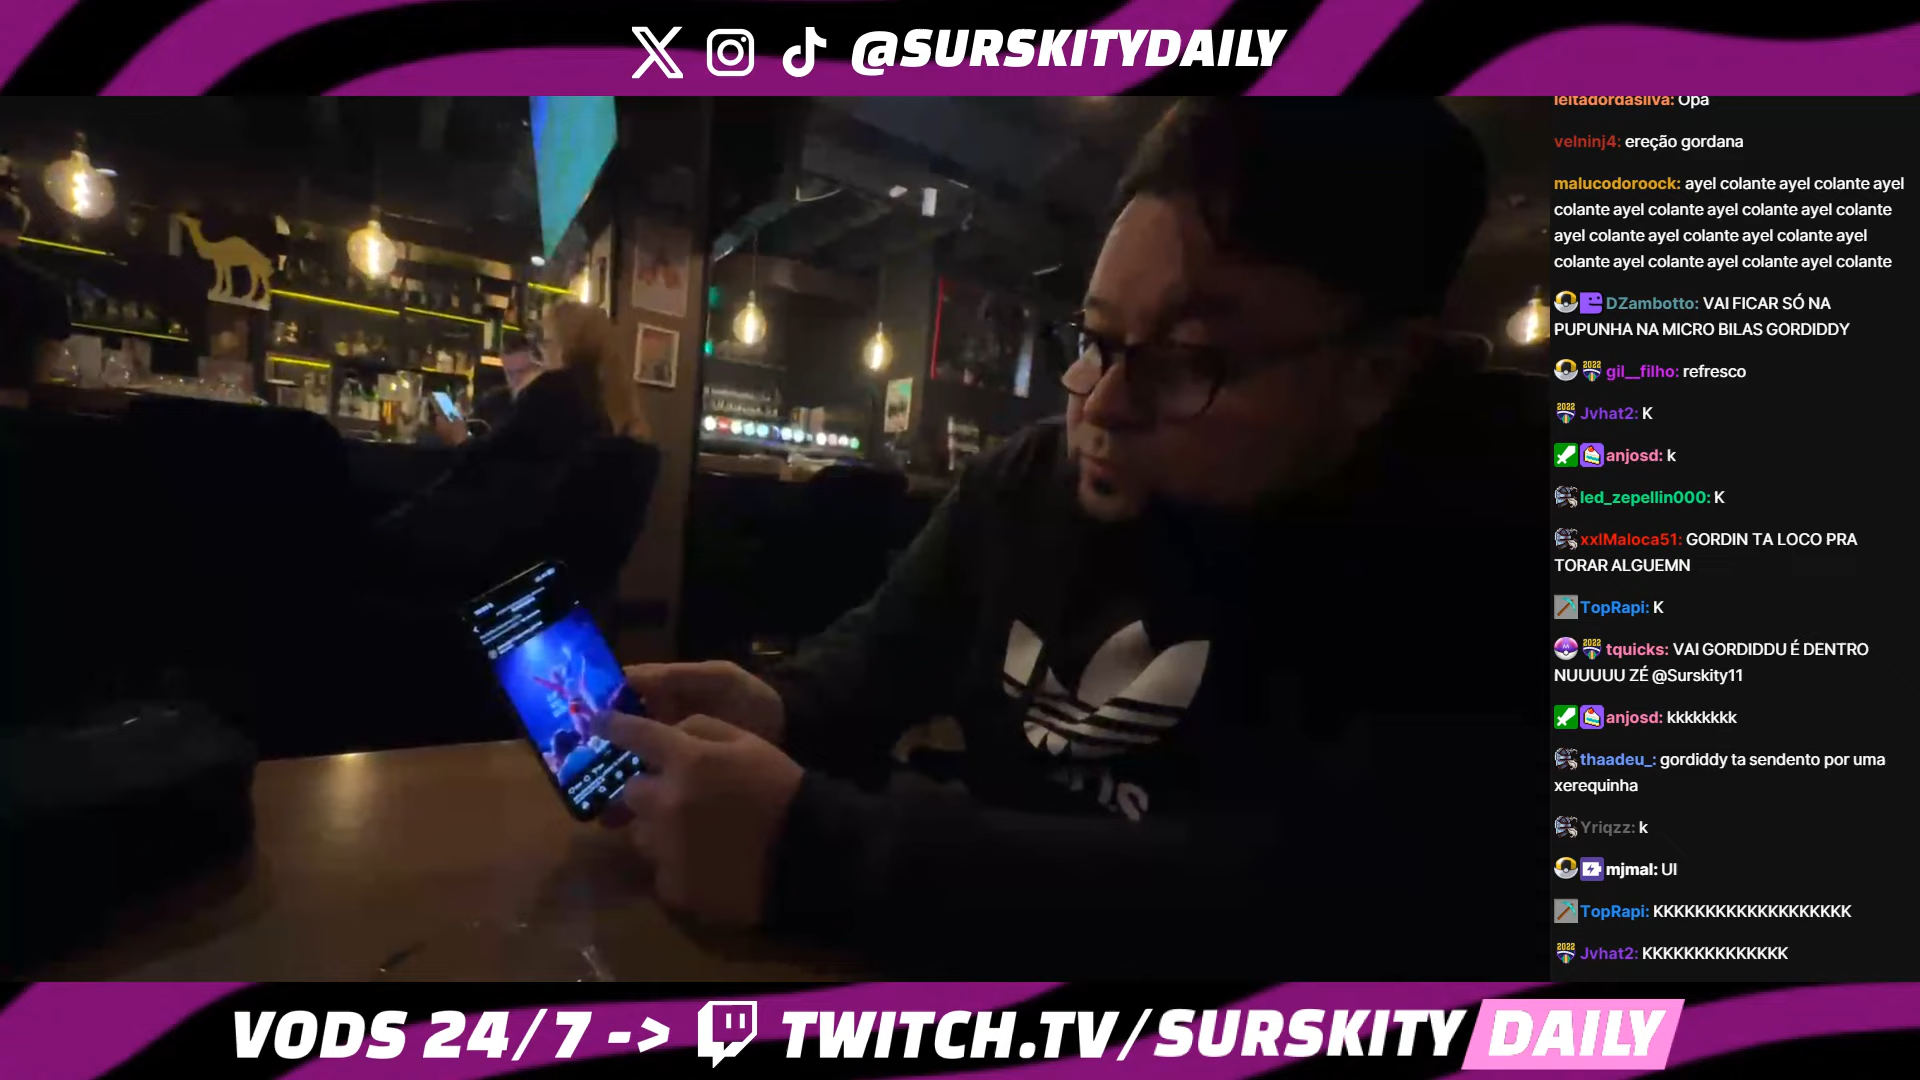 @SURSKITYDAILY
leitadordasilva: Opa
velninj4: ereção gordana
malucodoroock: ayel colante ayel colante ayel
colante ayel colante ayel colante ayel colante
ayel colante ayel colante ayel colante ayel
colante ayel colante ayel colante ayel colante
DZambotto: VAI FICAR SÓ NA
PUPUNHA NA MICRO BILAS GORDIDDY
gil__filho: refresco
Jvhat2: K
anjosd: k
led_zepellin000: K
xxlMaloca51: GORDIN TA LOCO PRA
TORAR ALGUEMN
TopRapi: K
tquicks: VAI GORDIDDU É DENTRO
NUUUUU ZÉ @Surskity11
anjosd: kkkkkkkk
thaadeu_: gordiddy ta sendento por uma
xerequinha
Yriqzz: k
mjmal: UI
TopRapi: KKKKKKKKKKKKKKKKKKK
Jvhat2: KKKKKKKKKKKKKK
VODS 24/7 -> TWITCH.TV/SURSKITY DAILY